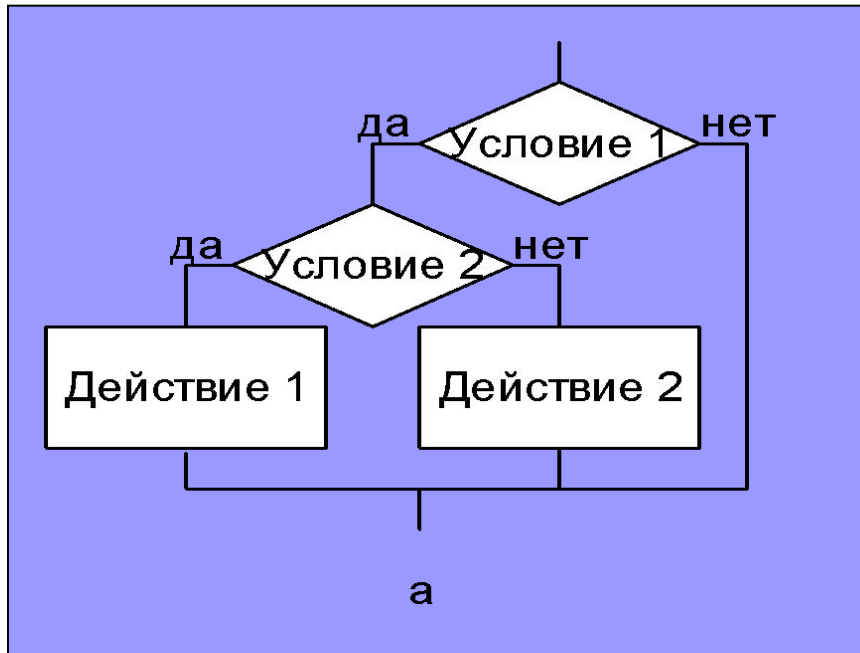 да
Условие 1
нет
да
Условие 2
нет
Действие 1
Действие 2
а